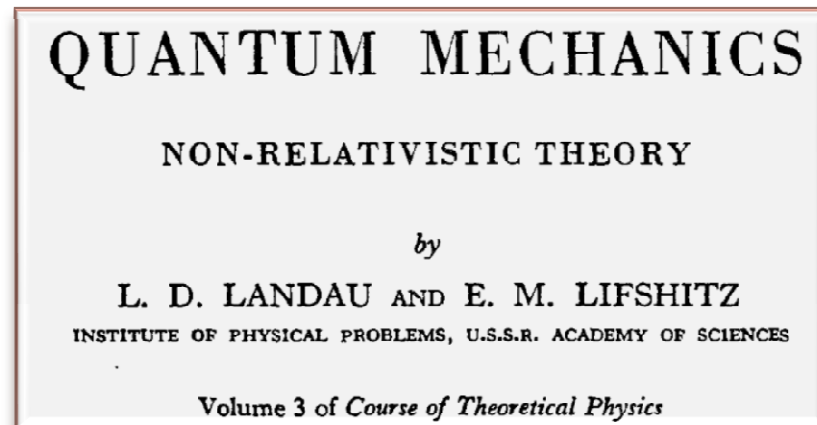 QUANTUM MECHANICS
NON-RELATIVISTIC THEORY
by
L. D. LANDAU AND E. M. LIFSHITZ
INSTITUTE OF PHYSICAL PROBLEMS, U.S.S.R. ACADEMY OF SCIENCES
Volume 3 of Course of Theoretical Physics